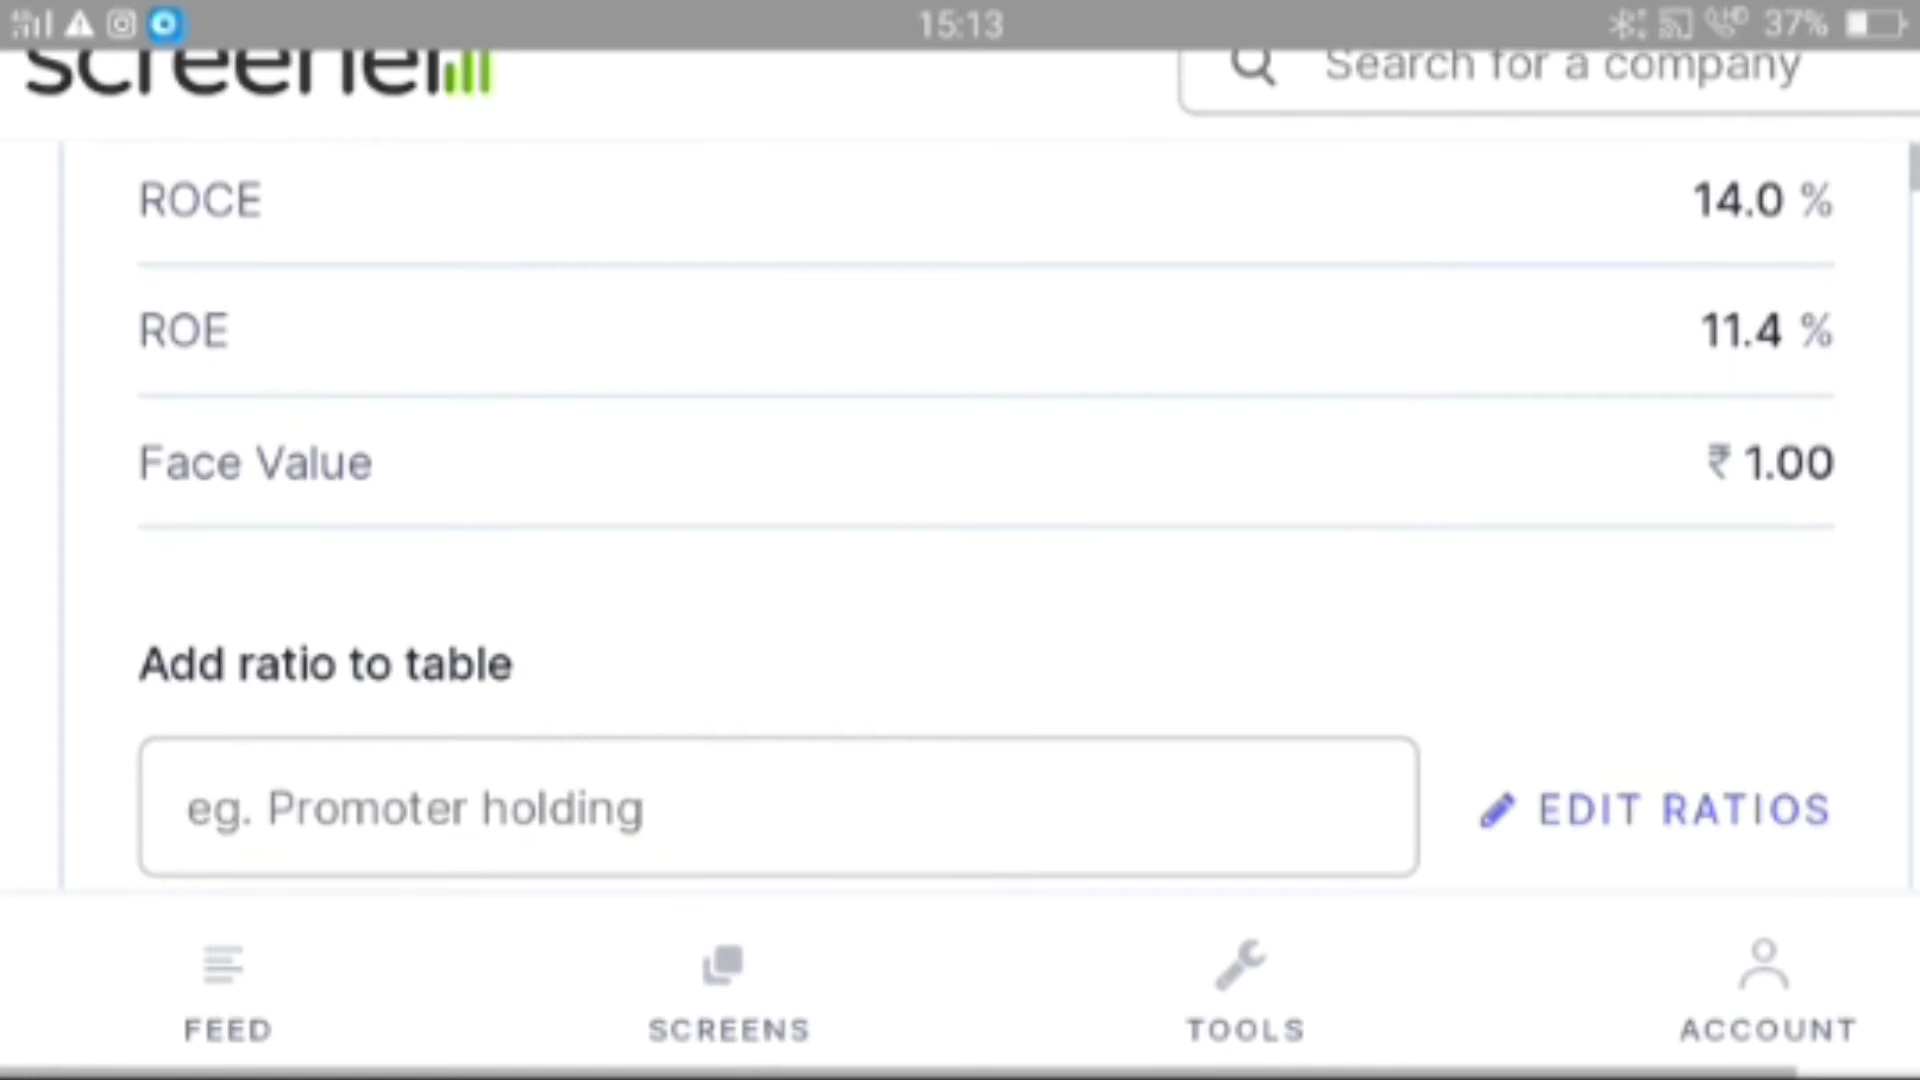 15:13
37%
screener
Search for a company
ROCE 14.0 %
ROE 11.4 %
Face Value ₹ 1.00
Add ratio to table
eg. Promoter holding
EDIT RATIOS
FEED SCREENS TOOLS ACCOUNT